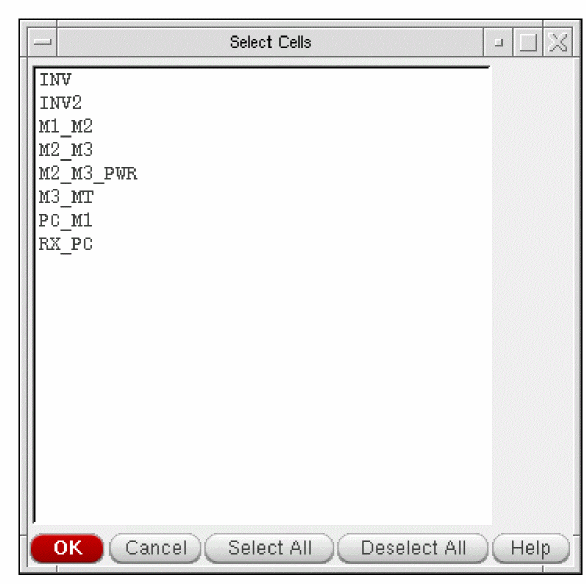 Select Cells
INV
INV2
M1_M2
M2_M3
M2_M3_PWR
M3_MT
PC_M1
RX_PC
OK Cancel Select All Deselect All Help